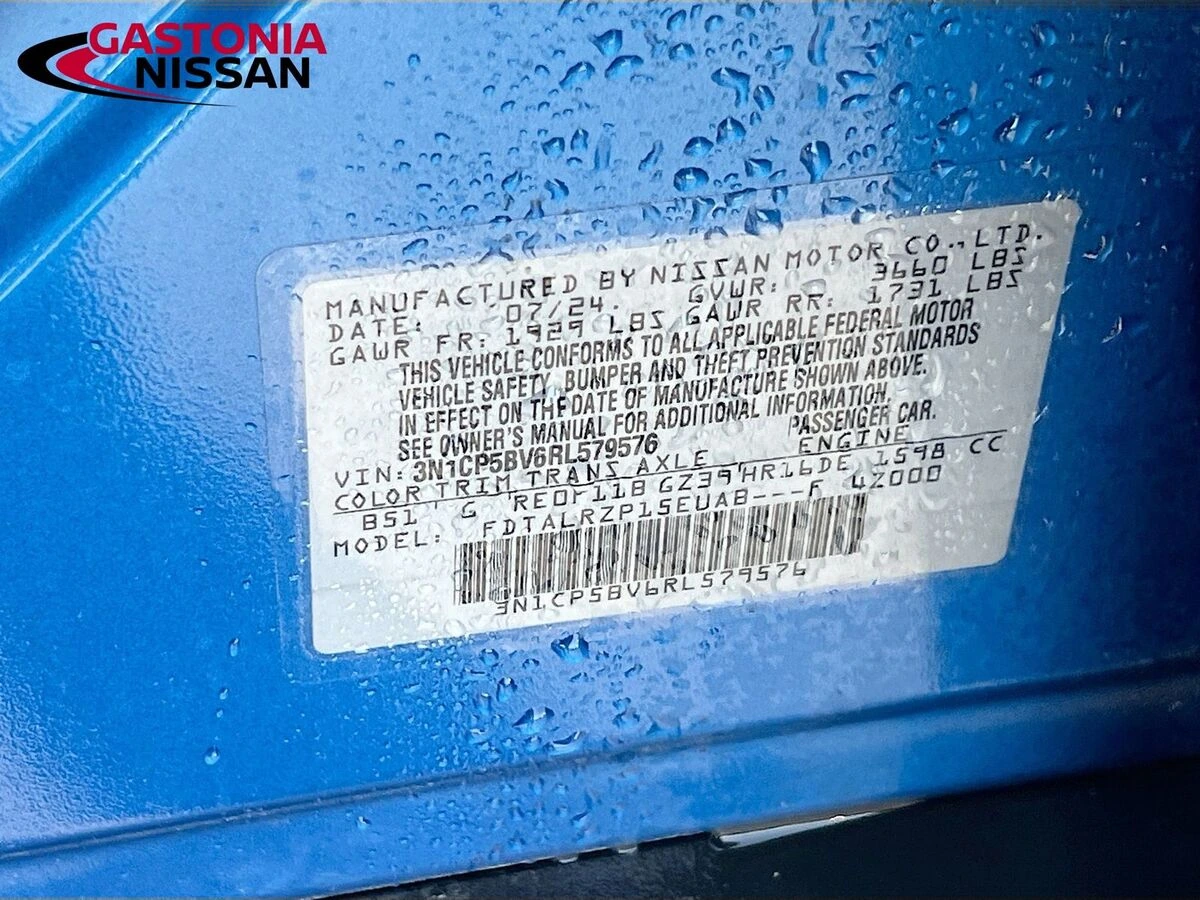 GASTONIA
NISSAN
MANUFACTURED BY NISSAN MOTOR CO., LTD.
DATE: 07/24. GVWR: 3660 LBS
GAWR FR: 1929 LBS GAWR RR: 1731 LBS
THIS VEHICLE CONFORMS TO ALL APPLICABLE FEDERAL MOTOR
VEHICLE SAFETY, BUMPER AND THEFT PREVENTION STANDARDS
IN EFFECT ON THE DATE OF MANUFACTURE SHOWN ABOVE.
SEE OWNER'S MANUAL FOR ADDITIONAL INFORMATION.
VIN: 3N1CP5BV6RL579576 PASSENGER CAR.
COLOR TRIM TRANS AXLE ENGINE
B51 G RE0F11B GZ39 HR16DE 1598 CC
MODEL: FDTALRZP15EUAB---F 4Z000
3N1CP5BV6RL579576